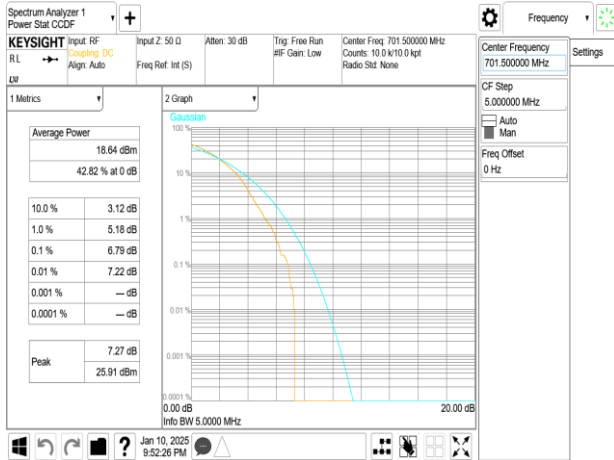 Spectrum Analyzer 1
Power Stat CCDF
+
Frequency
KEYSIGHT
RL
LXI
Input: RF
Coupling: DC
Align: Auto
Input Z: 50 Ω
Freq Ref: Int (S)
Atten: 30 dB
Trig: Free Run
#IF Gain: Low
Center Freq: 701.500000 MHz
Counts: 10.0 k/10.0 kpt
Radio Std: None
Center Frequency
701.500000 MHz
Settings
CF Step
5.000000 MHz
Auto
Man
Freq Offset
0 Hz
1 Metrics
Average Power
18.64 dBm
42.82 % at 0 dB
10.0 % 3.12 dB
1.0 % 5.18 dB
0.1 % 6.79 dB
0.01 % 7.22 dB
0.001 % --- dB
0.0001 % --- dB
Peak
7.27 dB
25.91 dBm
2 Graph
Gaussian
100 %
10 %
1 %
0.1 %
0.01 %
0.001 %
0.0001 %
0.00 dB 20.00 dB
Info BW 5.0000 MHz
?
Jan 10, 2025
9:52:26 PM